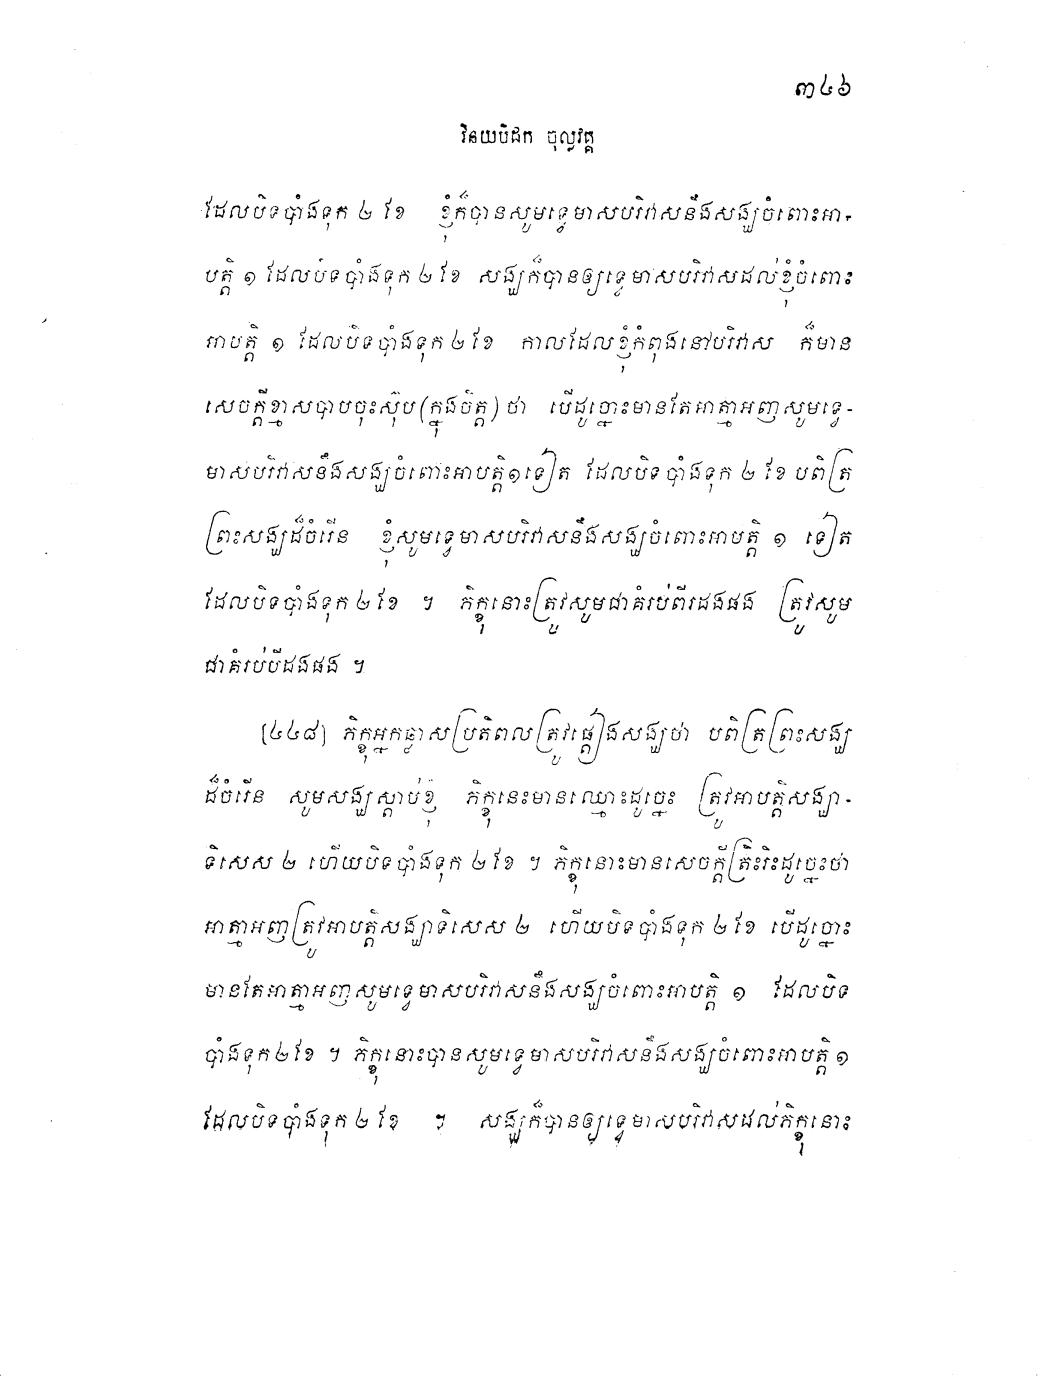 ៣៤៦
វិនយបិដក ចុល្លវគ្គ
ដែលបិទបាំងទុក ២ ខែ ខ្ញុំក៏បានសូមទ្វេមាសបរិវាសនឹងសង្ឃចំពោះអា-
បត្តិ ១ ដែលបិទបាំងទុក ២ ខែ សង្ឃក៏បានឲ្យទ្វេមាសបរិវាសដល់ខ្ញុំចំពោះ
អាបត្តិ ១ ដែលបិទបាំងទុក ២ ខែ កាលដែលខ្ញុំកំពុងនៅបរិវាស ក៏មាន
សេចក្តីខ្មាសបាបចុះស៊ុប (ក្នុងចិត្ត) ថា បើដូច្នោះមានតែអាត្មាអញសូមទ្វេ-
មាសបរិវាសនឹងសង្ឃចំពោះអាបត្តិ១ទៀត ដែលបិទបាំងទុក ២ ខែ បពិត្រ
ព្រះសង្ឃដ៏ចំរើន ខ្ញុំសូមទ្វេមាសបរិវាសនឹងសង្ឃចំពោះអាបត្តិ ១ ទៀត
ដែលបិទបាំងទុក ២ ខែ ។ ភិក្ខុនោះត្រូវសូមជាគំរប់ពីរដងផង ត្រូវសូម
ជាគំរប់បីដងផង ។
[៤៤៨] ភិក្ខុអ្នកឆ្លាសប្រតិពលត្រូវផ្តៀងសង្ឃថា បពិត្រព្រះសង្ឃ
ដ៏ចំរើន សូមសង្ឃស្តាប់ខ្ញុំ ភិក្ខុនេះមានឈ្មោះដូច្នេះ ត្រូវអាបត្តិសង្ឃា-
ទិសេស ២ ហើយបិទបាំងទុក ២ ខែ ។ ភិក្ខុនោះមានសេចក្តីត្រិះរិះដូច្នេះថា
អាត្មាអញត្រូវអាបត្តិសង្ឃាទិសេស ២ ហើយបិទបាំងទុក ២ ខែ បើដូច្នោះ
មានតែអាត្មាអញសូមទ្វេមាសបរិវាសនឹងសង្ឃចំពោះអាបត្តិ ១ ដែលបិទ
បាំងទុក២ខែ ។ ភិក្ខុនោះបានសូមទ្វេមាសបរិវាសនឹងសង្ឃចំពោះអាបត្តិ ១
ដែលបិទបាំងទុក ២ ខែ ។ សង្ឃក៏បានឲ្យទ្វេមាសបរិវាសដល់ភិក្ខុនោះ